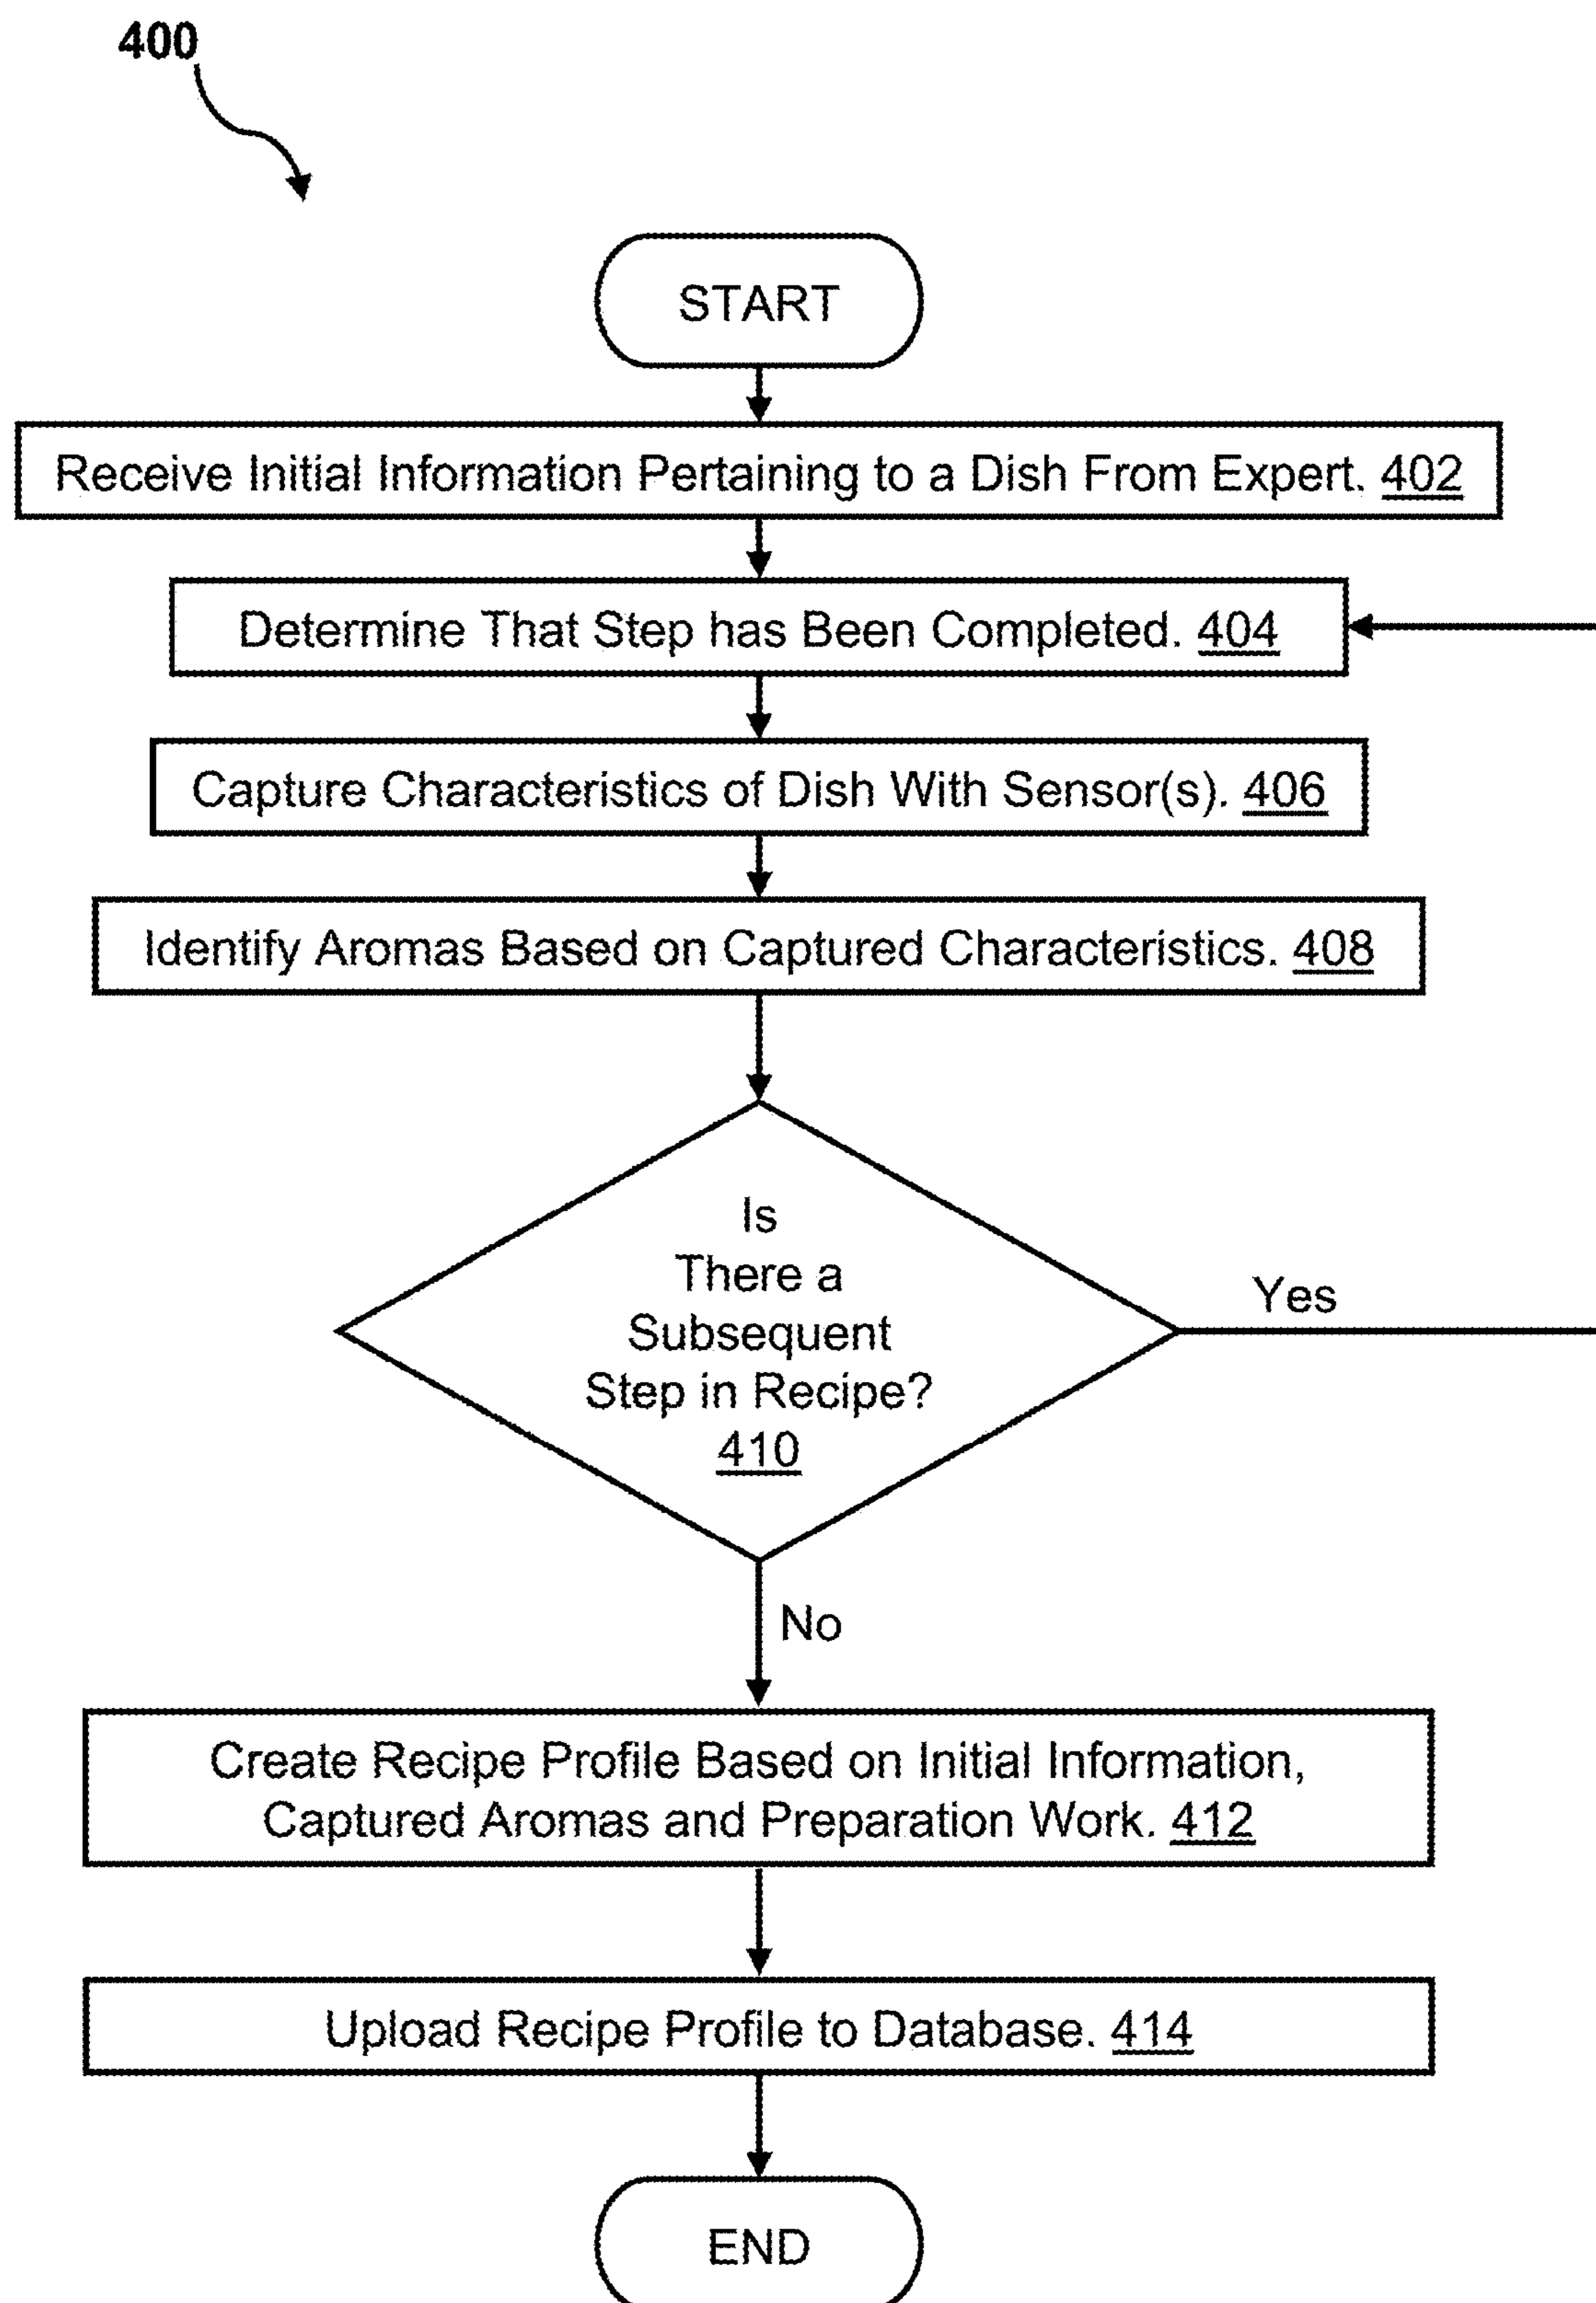 400
START
Receive Initial Information Pertaining to a Dish From Expert. 402
Determine That Step has Been Completed. 404
Capture Characteristics of Dish With Sensor(s). 406
Identify Aromas Based on Captured Characteristics. 408
Is
There a
Subsequent
Step in Recipe?
410
Yes
No
Create Recipe Profile Based on Initial Information,
Captured Aromas and Preparation Work. 412
Upload Recipe Profile to Database. 414
END